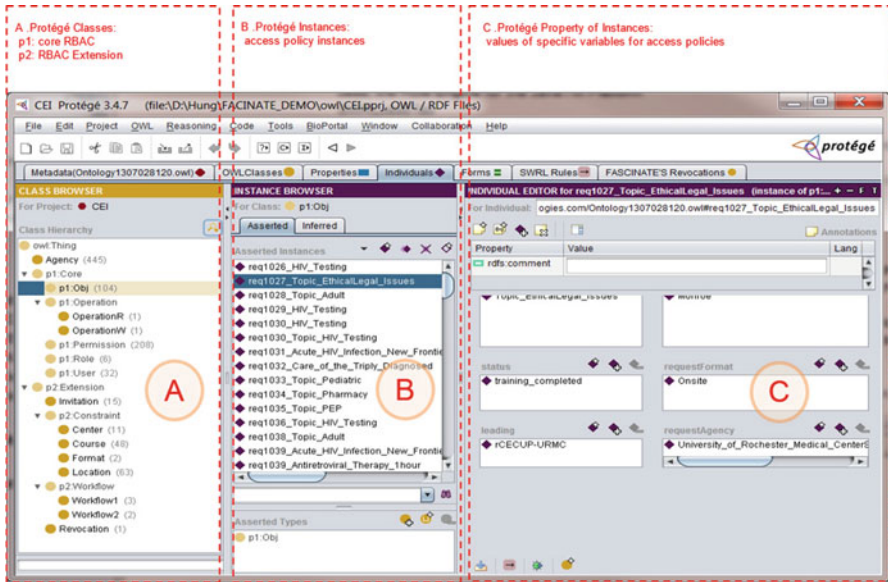 A .Protégé Classes:
p1: core RBAC
p2: RBAC Extension
B .Protégé Instances:
access policy instances
C .Protégé Property of Instances:
values of specific variables for access policies
CEI Protégé 3.4.7 (file:\D:\Hung\FACINATE_DEMO\owl\CEI.pprj, OWL / RDF Files)
File Edit Project OWL Reasoning Code Tools BioPortal Window Collaboration Help
protégé
Metadata(Ontology1307028120.owl) OWLClasses Properties Individuals Forms SWRL Rules FASCINATE'S Revocations
CLASS BROWSER
For Project: CEI
Class Hierarchy
owl:Thing
Agency (445)
p1:Core
p1:Obj (104)
p1:Operation
OperationR (1)
OperationW (1)
p1:Permission (208)
p1:Role (6)
p1:User (32)
p2:Extension
Invitation (15)
p2:Constraint
Center (11)
Course (48)
Format (2)
Location (63)
p2:Workflow
Workflow1 (3)
Workflow2 (2)
Revocation (1)
A
INSTANCE BROWSER
For Class: p1:Obj
Asserted Inferred
Asserted Instances
req1026_HIV_Testing
req1027_Topic_EthicalLegal_Issues
req1028_Topic_Adult
req1029_HIV_Testing
req1030_HIV_Testing
req1030_Topic_HIV_Testing
req1031_Acute_HIV_Infection_New_Frontie
req1032_Care_of_the_Triply_Diagnosed
req1033_Topic_Pediatric
req1034_Topic_Pharmacy
req1035_Topic_PEP
req1036_Topic_HIV_Testing
req1038_Topic_Adult
req1039_Acute_HIV_Infection_New_Frontie
req1039_Antiretroviral_Therapy_1hour
B
Asserted Types
p1:Obj
INDIVIDUAL EDITOR for req1027_Topic_EthicalLegal_Issues (instance of p1:...
For Individual: ogies.com/Ontology1307028120.owl#req1027_Topic_EthicalLegal_Issues
Annotations
Property Value Lang
rdfs:comment
Topic_EthicalLegal_Issues Monroe
status requestFormat
training_completed Onsite
C
leading requestAgency
rCECUP-URMC University_of_Rochester_Medical_Center